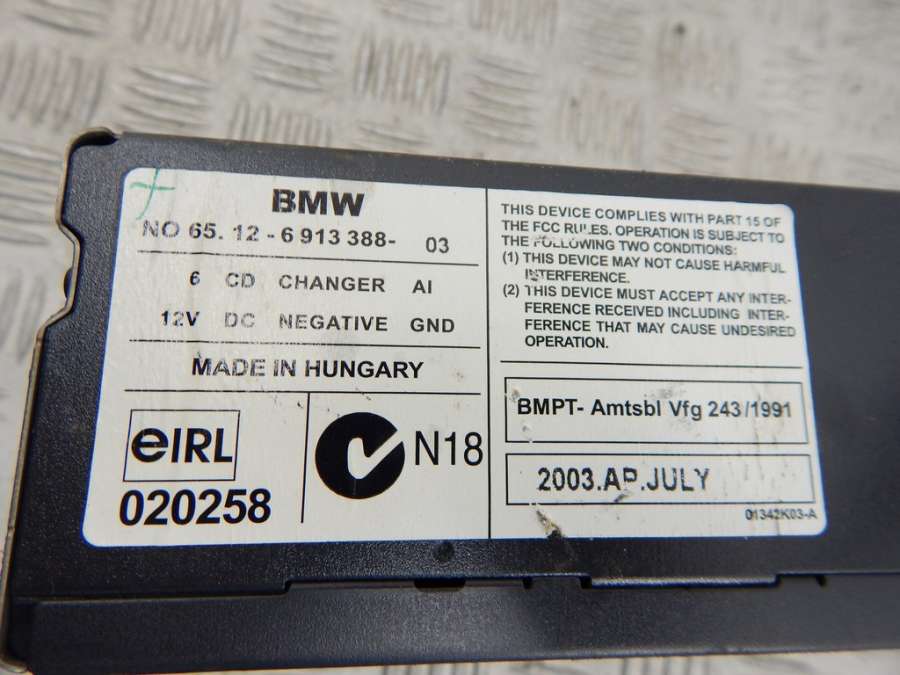 BMW
NO 65. 12 - 6 913 388- 03
6 CD CHANGER AI
12V DC NEGATIVE GND
MADE IN HUNGARY
eIRL
020258
N18
THIS DEVICE COMPLIES WITH PART 15 OF
THE FCC RULES. OPERATION IS SUBJECT TO
THE FOLLOWING TWO CONDITIONS:
(1) THIS DEVICE MAY NOT CAUSE HARMFUL
INTERFERENCE.
(2) THIS DEVICE MUST ACCEPT ANY INTER-
FERENCE RECEIVED INCLUDING INTER-
FERENCE THAT MAY CAUSE UNDESIRED
OPERATION.
BMPT- Amtsbl Vfg 243/1991
2003.AP.JULY
01342K03-A